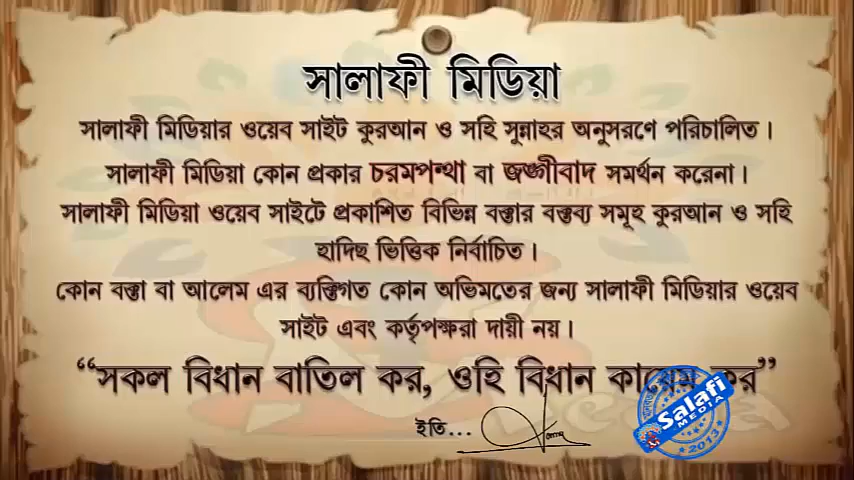 সালাফী মিডিয়া
সালাফী মিডিয়ার ওয়েব সাইট কুরআন ও সহি সুন্নাহর অনুসরণে পরিচালিত।
সালাফী মিডিয়া কোন প্রকার চরমপন্থা বা জঙ্গীবাদ সমর্থন করেনা।
সালাফী মিডিয়া ওয়েব সাইটে প্রকাশিত বিভিন্ন বক্তার বক্তব্য সমূহ কুরআন ও সহি
হাদিছ ভিত্তিক নির্বাচিত।
কোন বক্তা বা আলেম এর ব্যক্তিগত কোন অভিমতের জন্য সালাফী মিডিয়ার ওয়েব
সাইট এবং কর্তৃপক্ষরা দায়ী নয়।
“সকল বিধান বাতিল কর, ওহি বিধান কায়েম কর”
ইতি...
Salafi
MEDIA
2013